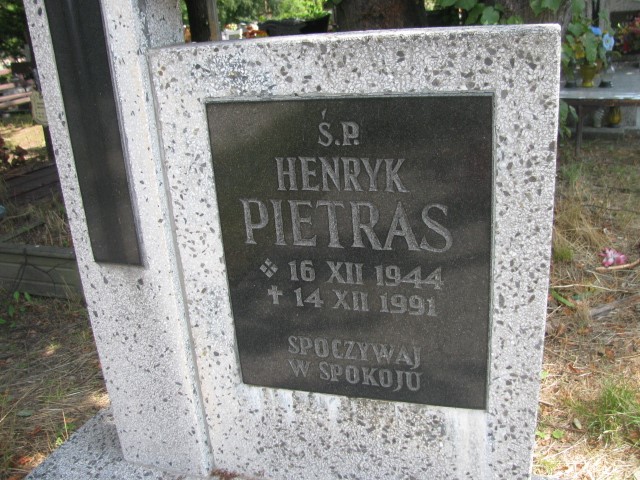 Ś.P.
HENRYK
PIETRAS
16 XII 1944
✝ 14 XII 1991
SPOCZYWAJ
W SPOKOJU